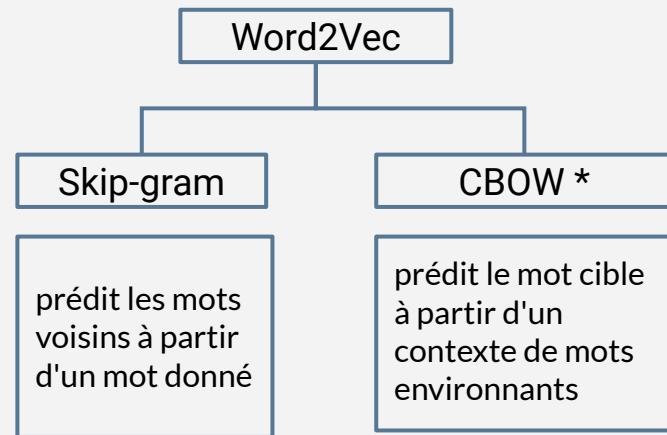 Word2Vec
Skip-gram
CBOW *
prédit les mots
voisins à partir
d'un mot donné
prédit le mot cible
à partir d'un
contexte de mots
environnants